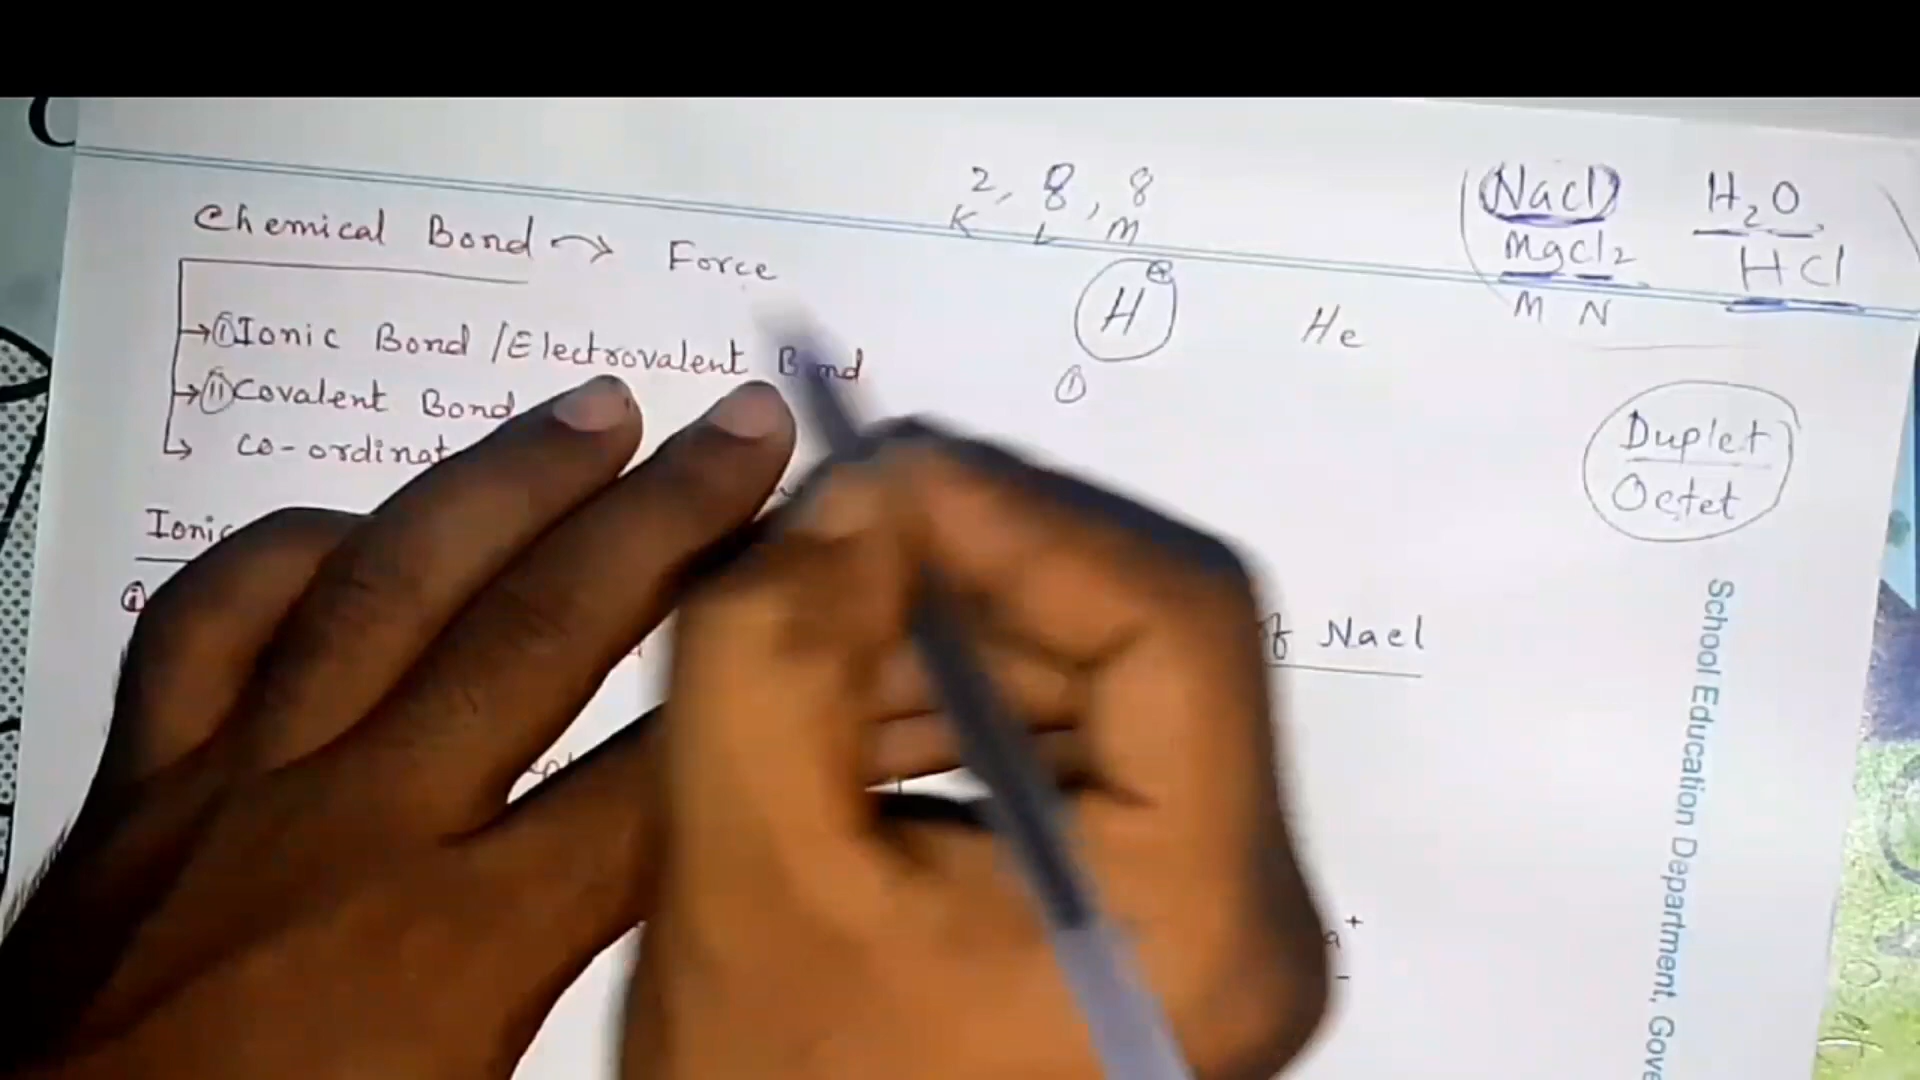 Chemical Bond → Force
→ ⓘ Ionic Bond / Electrovalent Bond
→ ⓘⓘ Covalent Bond
↳ Co-ordinat
Ionic
ⓘ
2, 8, 8
K L M
H ⊕
①
He
NaCl
MgCl₂
M N
H₂O
HCl
Duplet
Octet
of Nacl
a⁺
-
School Education Department, Gove